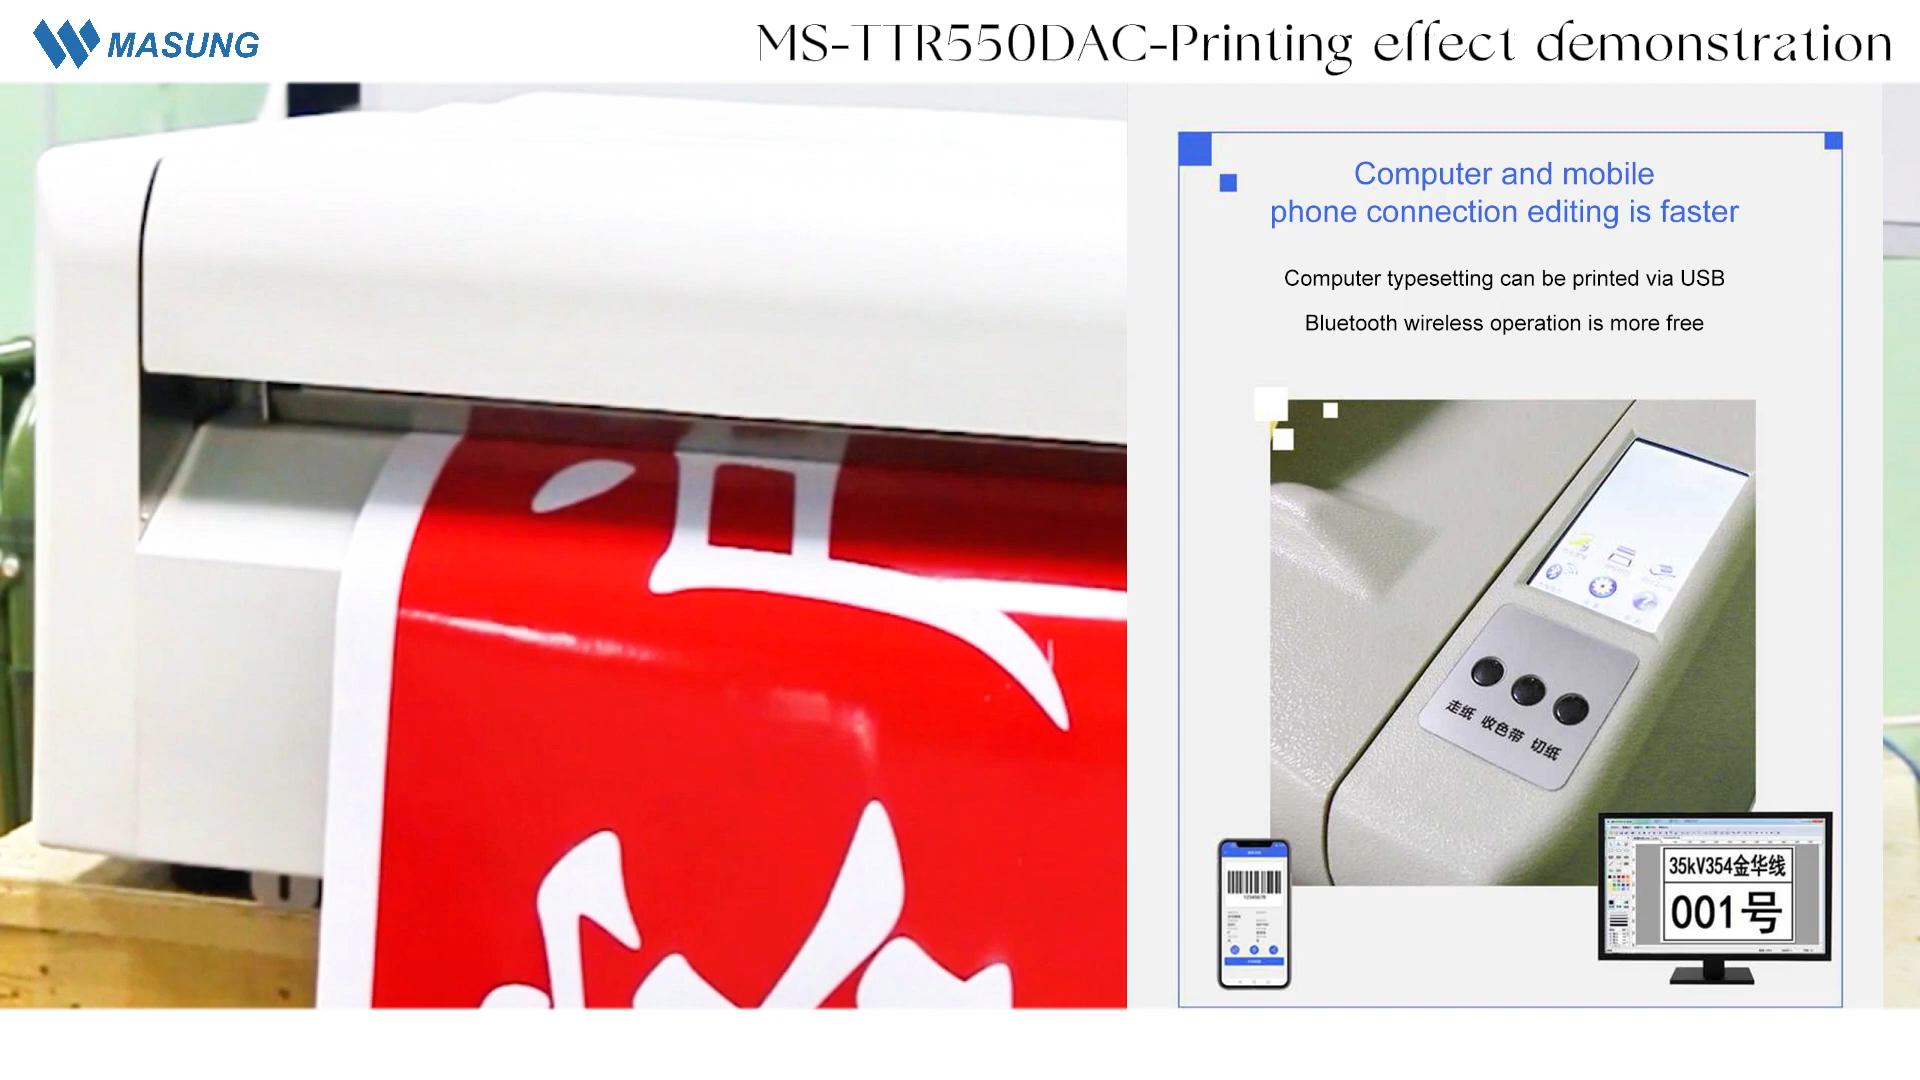 MASUNG
MS-TTR550DAC-Printing effect demonstration
Computer and mobile
phone connection editing is faster
Computer typesetting can be printed via USB
Bluetooth wireless operation is more free
走纸 收色带 切纸
35kV354金华线
001号